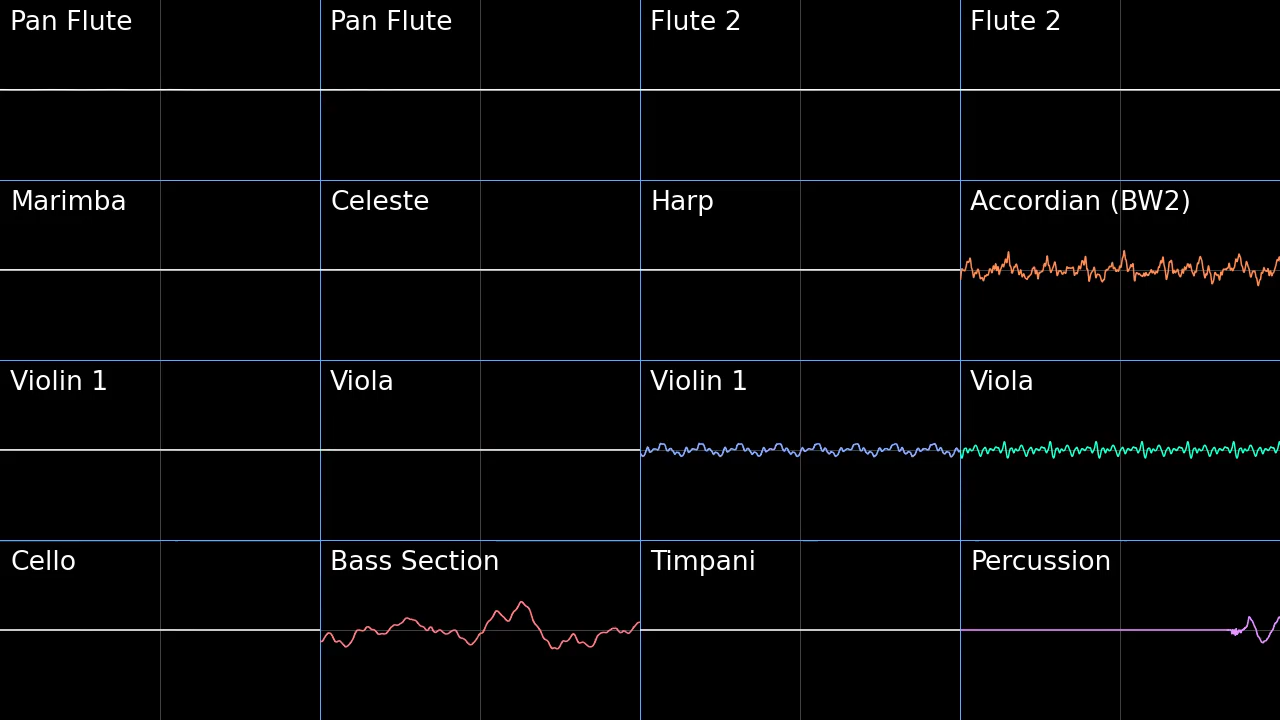 Pan Flute
Pan Flute
Flute 2
Flute 2
Marimba
Celeste
Harp
Accordian (BW2)
Violin 1
Viola
Violin 1
Viola
Cello
Bass Section
Timpani
Percussion